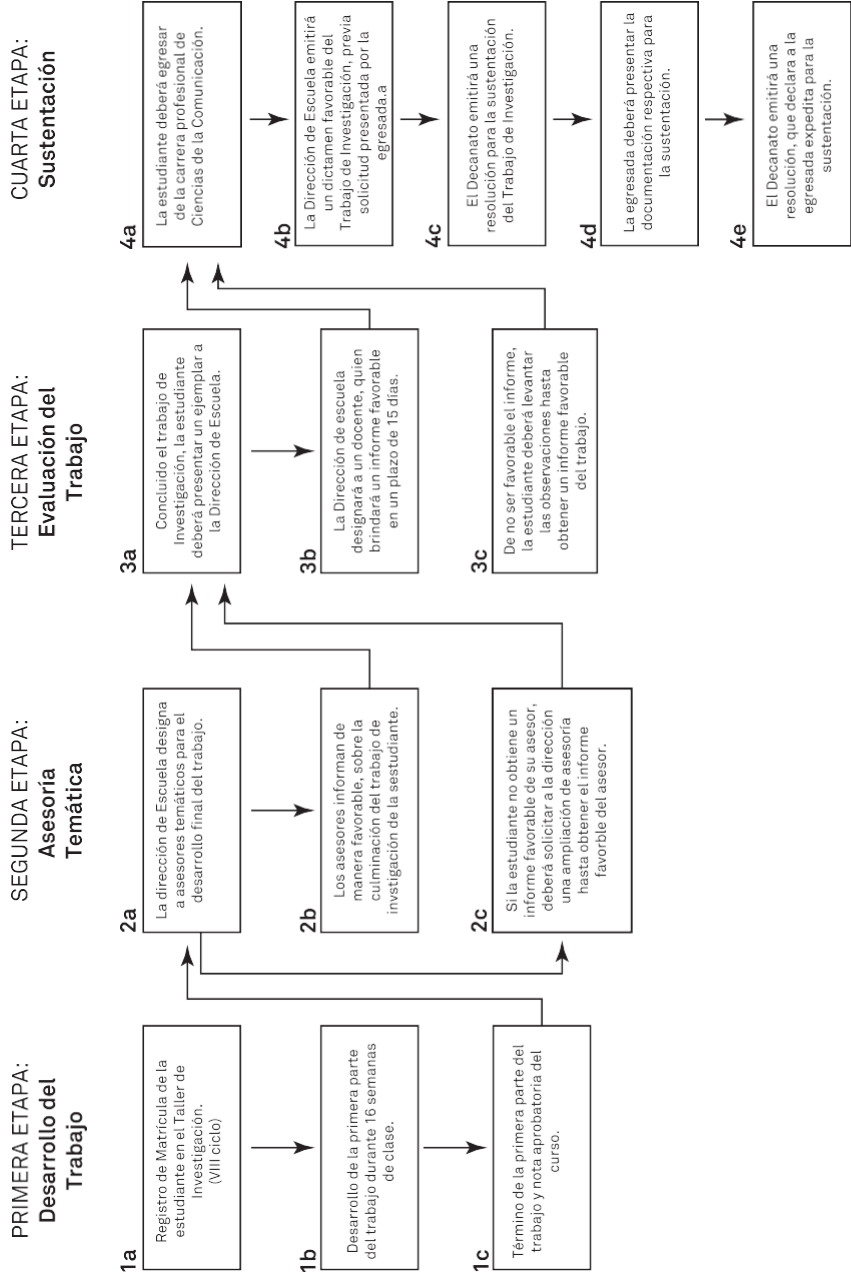 PRIMERA ETAPA:
Desarrollo del
Trabajo
1a
Registro de Matrícula de la
estudiante en el Taller de
Investigación.
(VIII ciclo)
1b
Desarrollo de la primera parte
del trabajo durante 16 semanas
de clase.
1c
Término de la primera parte del
trabajo y nota aprobatoria del
curso.
SEGUNDA ETAPA:
Asesoría
Temática
2a
La dirección de Escuela designa
a asesores temáticos para el
desarrollo final del trabajo.
2b
Los asesores informan de
manera favorable, sobre la
culminación del trabajo de
invstigación de la sestudiante.
2c
Si la estudiante no obtiene un
informe favorable de su asesor,
deberá solicitar a la dirección
una ampliación de asesoría
hasta obtener el informe
favorble del asesor.
TERCERA ETAPA:
Evaluación del
Trabajo
3a
Concluido el trabajo de
Investigación, la estudiante
deberá presentar un ejemplar a
la Dirección de Escuela.
3b
La Dirección de escuela
designará a un docente, quien
brindará un informe favorable
en un plazo de 15 días.
3c
De no ser favorable el informe,
la estudiante deberá levantar
las observaciones hasta
obtener un informe favorable
del trabajo.
CUARTA ETAPA:
Sustentación
4a
La estudiante deberá egresar
de la carrera profesional de
Ciencias de la Comunicación.
4b
La Dirección de Escuela emitirá
un dictamen favorable del
Trabajo de Investigación, previa
solicitud presentada por la
egresada.a
4c
El Decanato emitirá una
resolución para la sustentación
del Trabajo de Investigación.
4d
La egresada deberá presentar la
documentación respectiva para
la sustentación.
4e
El Decanato emitirá una
resolución, que declara a la
egresada expedita para la
sustentación.